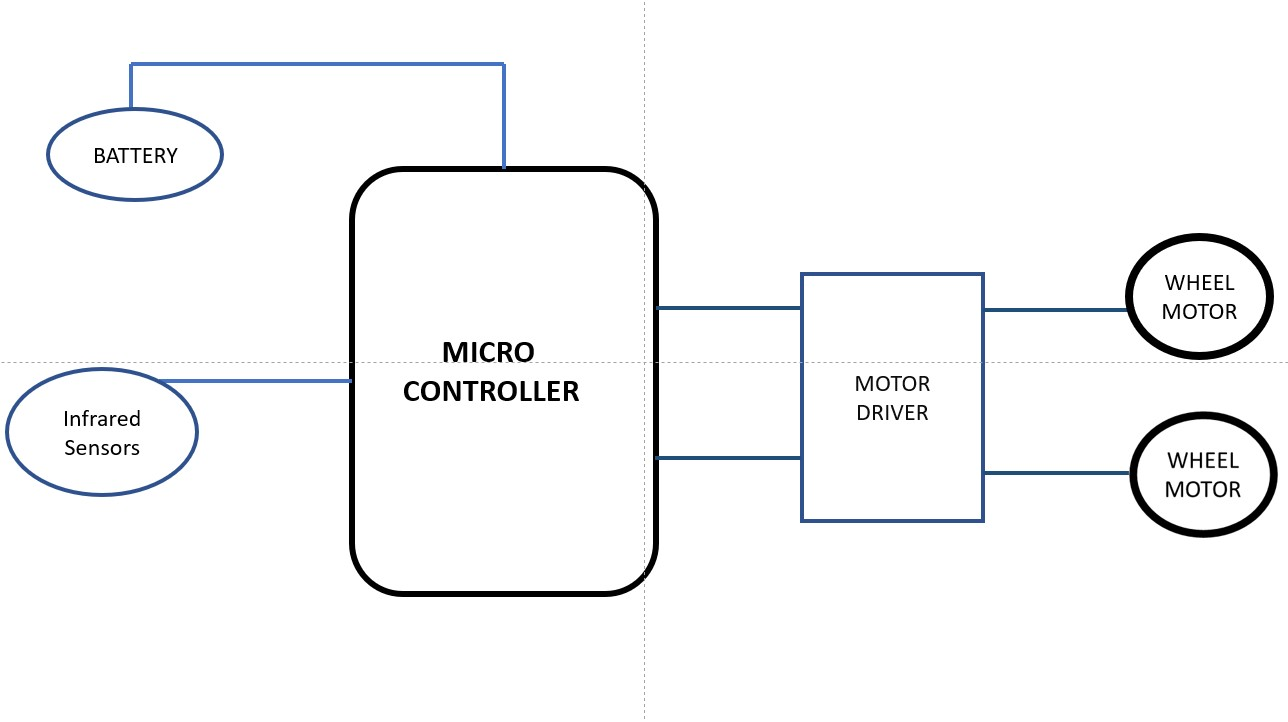 BATTERY
MICRO
CONTROLLER
Infrared
Sensors
MOTOR
DRIVER
WHEEL
MOTOR
WHEEL
MOTOR